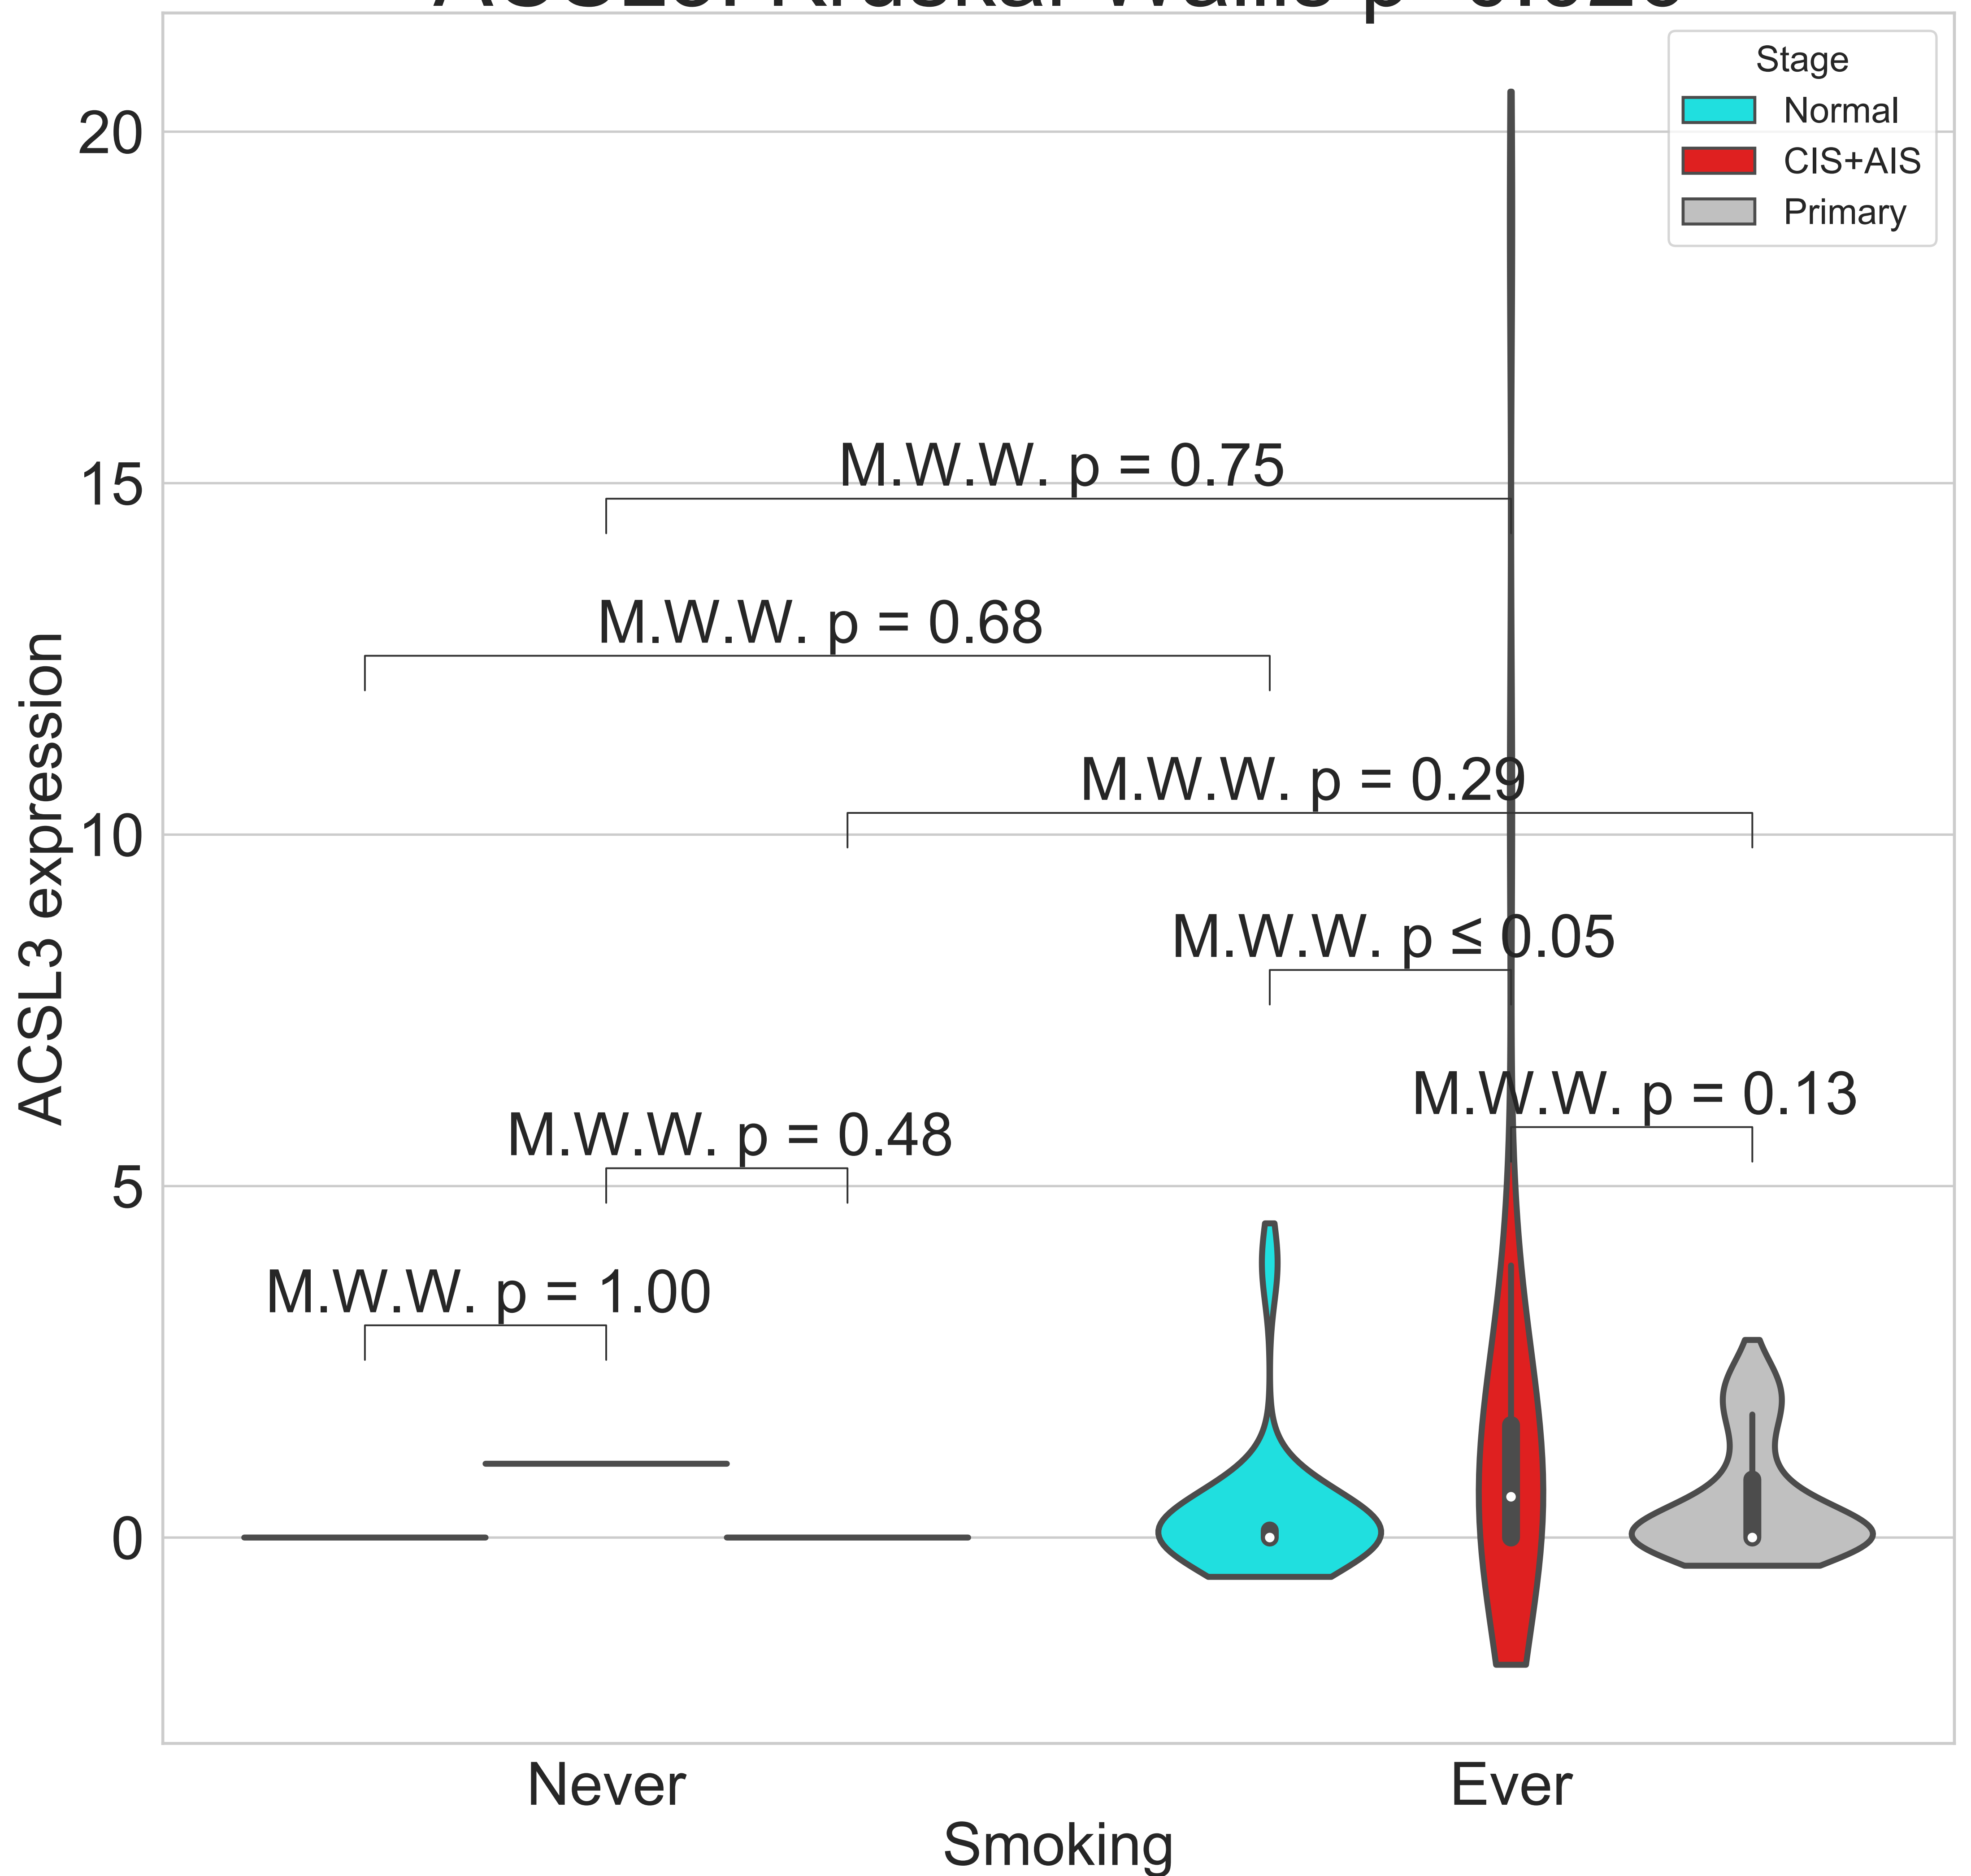 Stage
Normal
CIS+AIS
Primary
20
15
10
5
0
ACSL3 expression
M.W.W. p = 0.75
M.W.W. p = 0.68
M.W.W. p = 0.29
M.W.W. p ≤ 0.05
M.W.W. p = 0.13
M.W.W. p = 0.48
M.W.W. p = 1.00
Never
Ever
Smoking